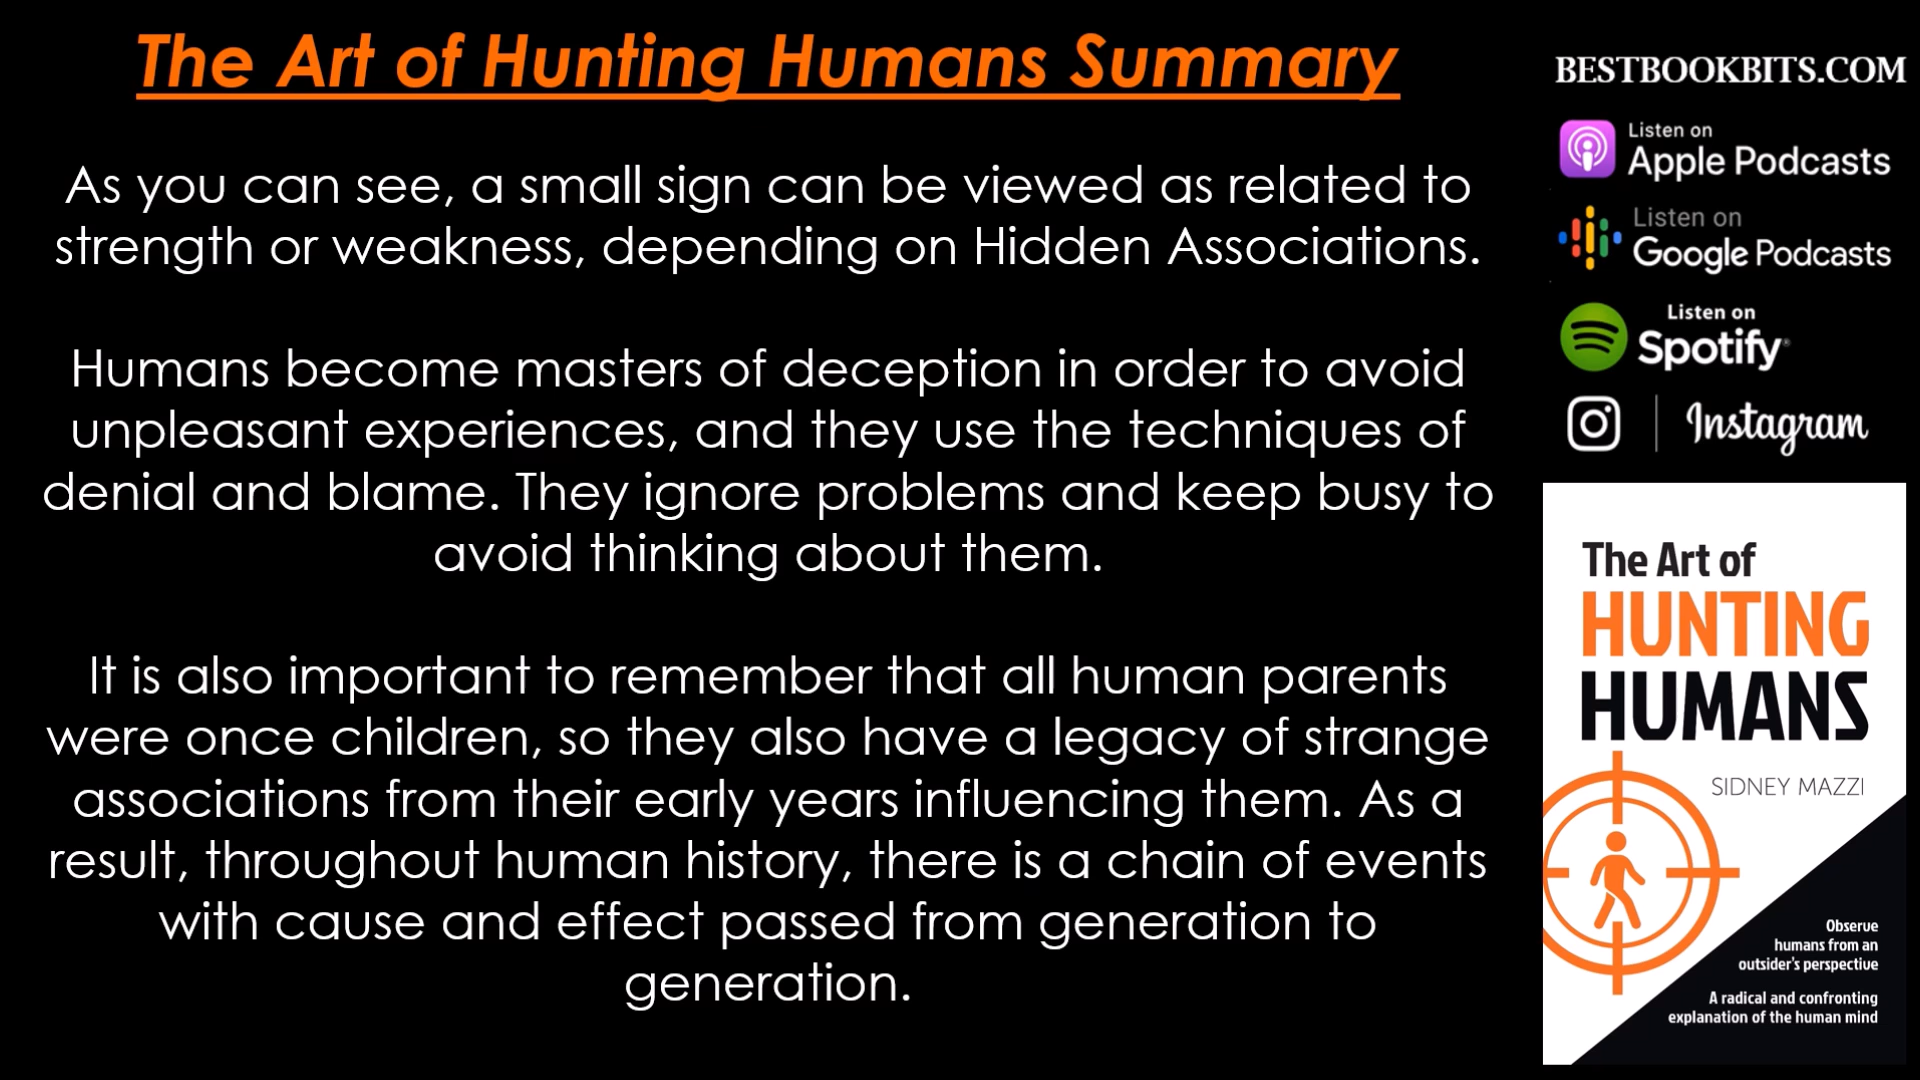 The Art of Hunting Humans Summary
As you can see, a small sign can be viewed as related to
strength or weakness, depending on Hidden Associations.
Humans become masters of deception in order to avoid
unpleasant experiences, and they use the techniques of
denial and blame. They ignore problems and keep busy to
avoid thinking about them.
It is also important to remember that all human parents
were once children, so they also have a legacy of strange
associations from their early years influencing them. As a
result, throughout human history, there is a chain of events
with cause and effect passed from generation to
generation.
BESTBOOKBITS.COM
Listen on
Apple Podcasts
Listen on
Google Podcasts
Listen on
Spotify
Instagram
The Art of
HUNTING
HUMANS
SIDNEY MAZZI
Observe
humans from an
outsider's perspective
A radical and confronting
explanation of the human mind